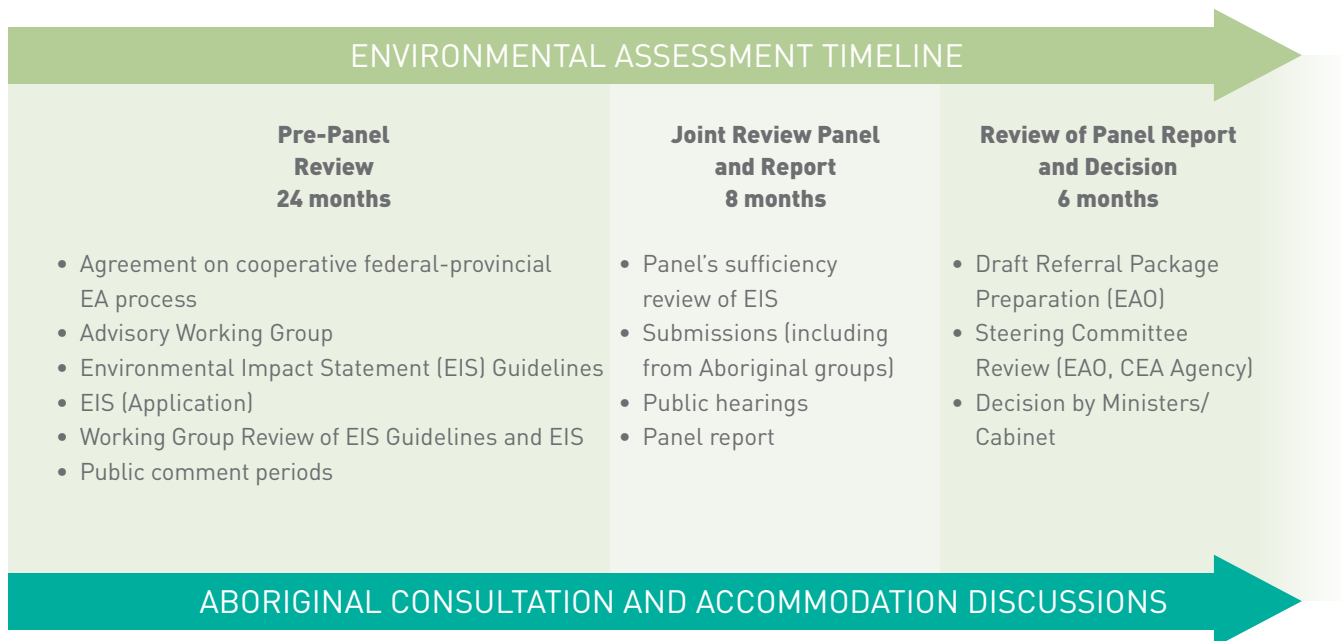 ENVIRONMENTAL ASSESSMENT TIMELINE
Pre-Panel
Review
24 months
• Agreement on cooperative federal-provincial
EA process
• Advisory Working Group
• Environmental Impact Statement (EIS) Guidelines
• EIS (Application)
• Working Group Review of EIS Guidelines and EIS
• Public comment periods
Joint Review Panel
and Report
8 months
• Panel’s sufficiency
review of EIS
• Submissions (including
from Aboriginal groups)
• Public hearings
• Panel report
Review of Panel Report
and Decision
6 months
• Draft Referral Package
Preparation (EAO)
• Steering Committee
Review (EAO, CEA Agency)
• Decision by Ministers/
Cabinet
ABORIGINAL CONSULTATION AND ACCOMMODATION DISCUSSIONS